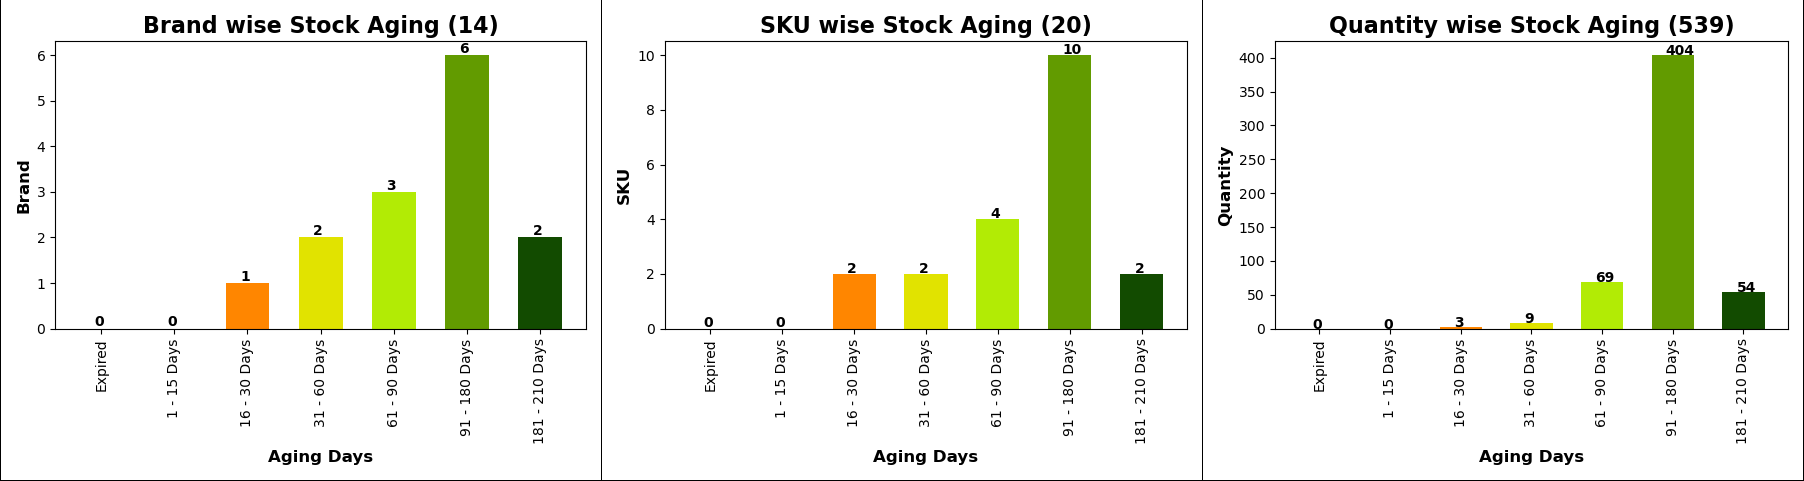 Brand wise Stock Aging (14)
6
5
4
3
2
1
0
Brand
0
0
1
2
3
6
2
Expired
1 - 15 Days
16 - 30 Days
31 - 60 Days
61 - 90 Days
91 - 180 Days
181 - 210 Days
Aging Days
SKU wise Stock Aging (20)
10
8
6
4
2
0
SKU
0
0
2
2
4
10
2
Expired
1 - 15 Days
16 - 30 Days
31 - 60 Days
61 - 90 Days
91 - 180 Days
181 - 210 Days
Aging Days
Quantity wise Stock Aging (539)
400
350
300
250
200
150
100
50
0
Quantity
0
0
3
9
69
404
54
Expired
1 - 15 Days
16 - 30 Days
31 - 60 Days
61 - 90 Days
91 - 180 Days
181 - 210 Days
Aging Days